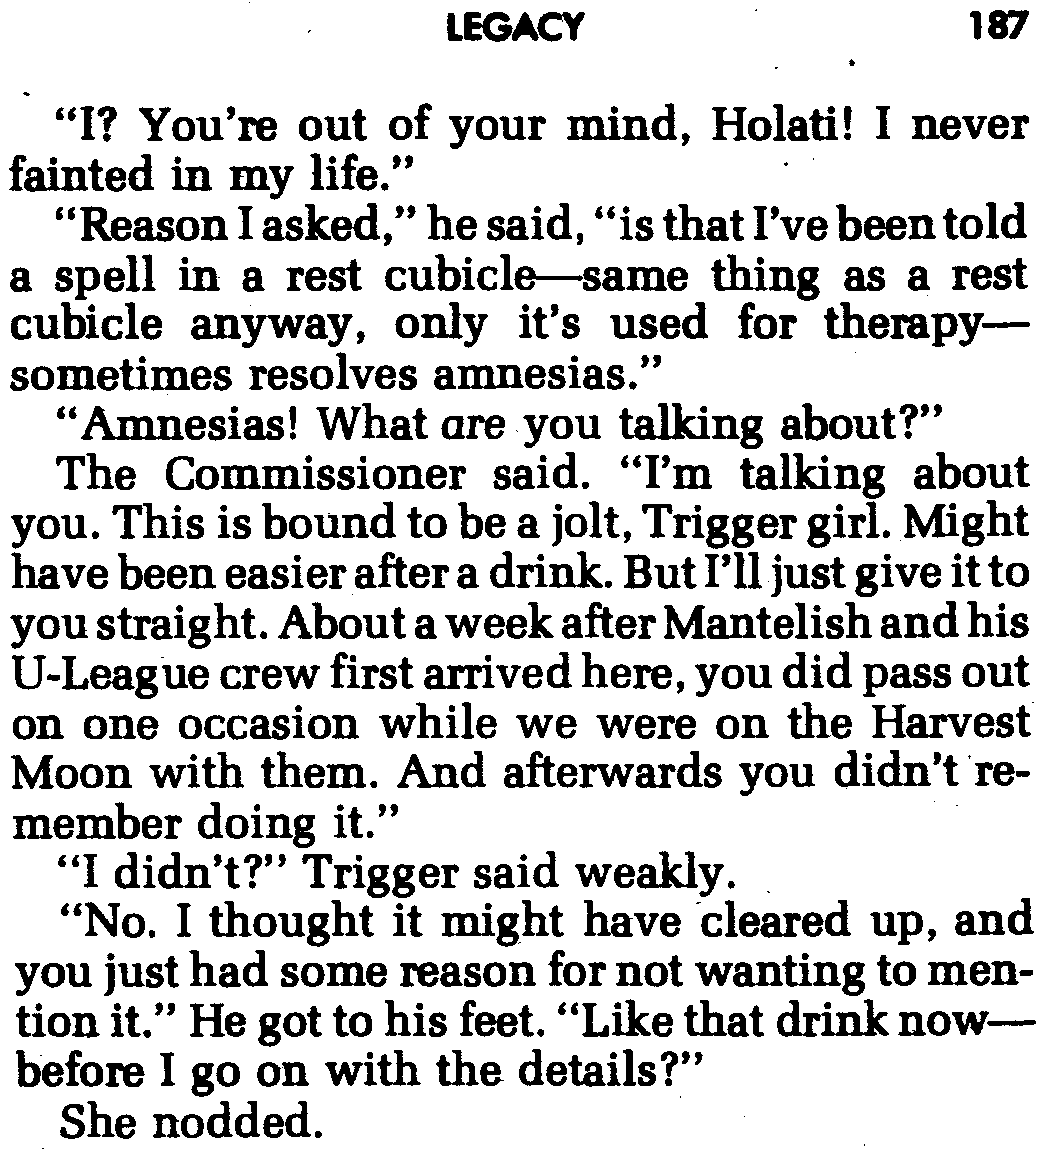 LEGACY 187
“I? You’re out of your mind, Holati! I never
fainted in my life.”
“Reason I asked,” he said, “is that I’ve been told
a spell in a rest cubicle—same thing as a rest
cubicle anyway, only it’s used for therapy—
sometimes resolves amnesias.”
“Amnesias! What are you talking about?”
The Commissioner said. “I’m talking about
you. This is bound to be a jolt, Trigger girl. Might
have been easier after a drink. But I’ll just give it to
you straight. About a week after Mantelish and his
U-League crew first arrived here, you did pass out
on one occasion while we were on the Harvest
Moon with them. And afterwards you didn’t re-
member doing it.”
“I didn’t?” Trigger said weakly.
“No. I thought it might have cleared up, and
you just had some reason for not wanting to men-
tion it.” He got to his feet. “Like that drink now—
before I go on with the details?”
She nodded.